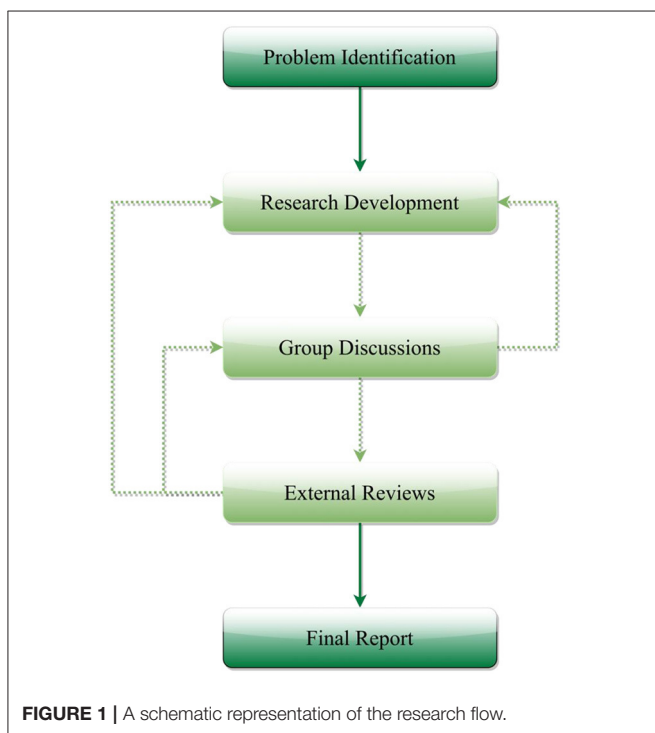 Problem Identification
Research Development
Group Discussions
External Reviews
Final Report
FIGURE 1 | A schematic representation of the research flow.